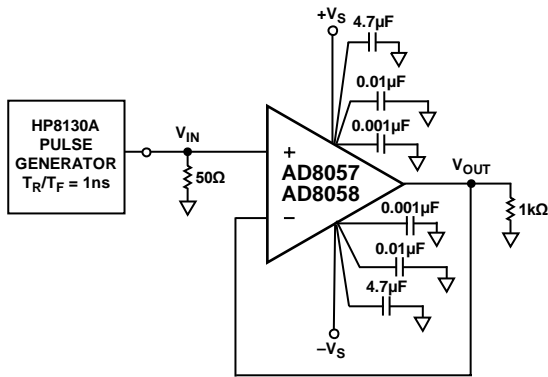 +VS
4.7µF
0.01µF
0.001µF
HP8130A
PULSE
GENERATOR
TR/TF = 1ns
VIN
50Ω
+
AD8057
AD8058
–
VOUT
1kΩ
0.001µF
0.01µF
4.7µF
–VS